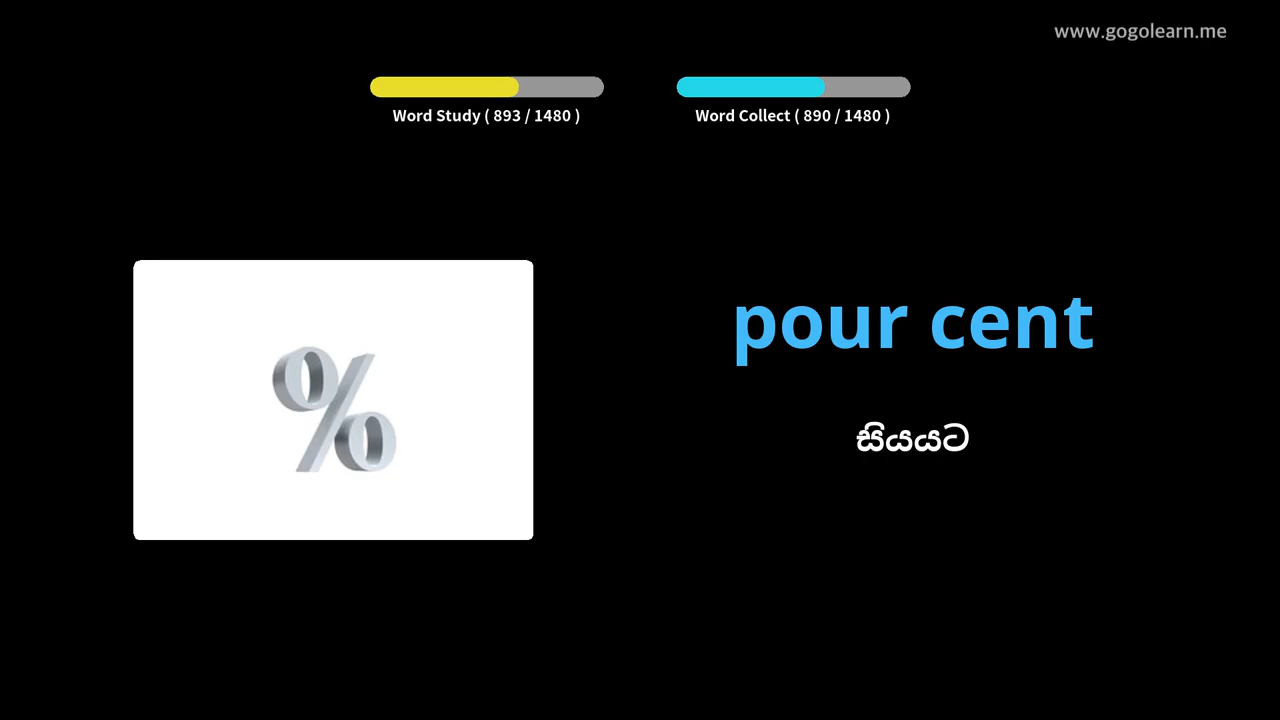 www.gogolearn.me
Word Study ( 893 / 1480 )
Word Collect ( 890 / 1480 )
%
pour cent
සියයට